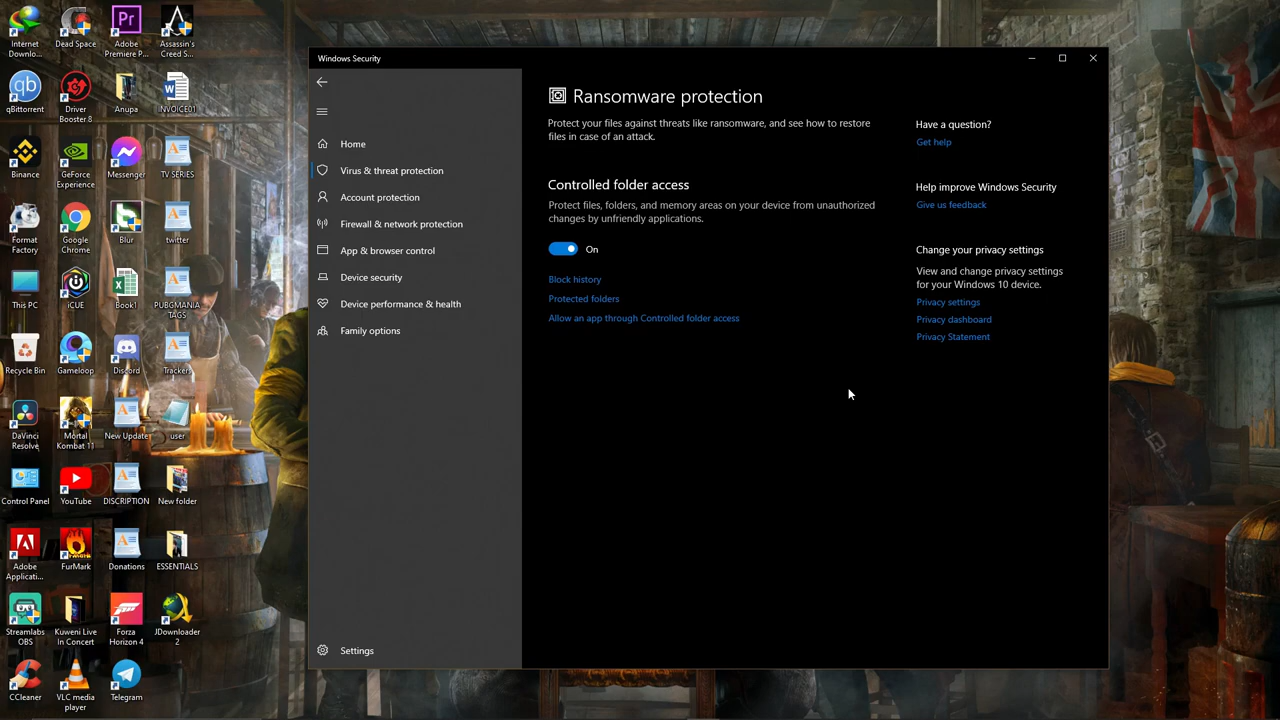 Internet
Downlo...
Dead Space
Adobe
Premiere P...
Assassin's
Creed S...
qBittorrent
Driver
Booster 8
Anupa
INVOICE01
Binance
GeForce
Experience
Messenger
TV SERIES
Format
Factory
Google
Chrome
Blur
twitter
This PC
iCUE
Book1
PUBGMANIA
TAGS
Recycle Bin
Gameloop
Discord
Trackers
DaVinci
Resolve
Mortal
Kombat 11
New Update
user
Control Panel
YouTube
DISCRIPTION
New folder
Adobe
Applicati...
FurMark
Donations
ESSENTIALS
Streamlabs
OBS
Kuweni Live
In Concert
Forza
Horizon 4
JDownloader
2
CCleaner
VLC media
player
Telegram
Windows Security
Home
Virus & threat protection
Account protection
Firewall & network protection
App & browser control
Device security
Device performance & health
Family options
Settings
Ransomware protection
Protect your files against threats like ransomware, and see how to restore
files in case of an attack.
Controlled folder access
Protect files, folders, and memory areas on your device from unauthorized
changes by unfriendly applications.
On
Block history
Protected folders
Allow an app through Controlled folder access
Have a question?
Get help
Help improve Windows Security
Give us feedback
Change your privacy settings
View and change privacy settings
for your Windows 10 device.
Privacy settings
Privacy dashboard
Privacy Statement